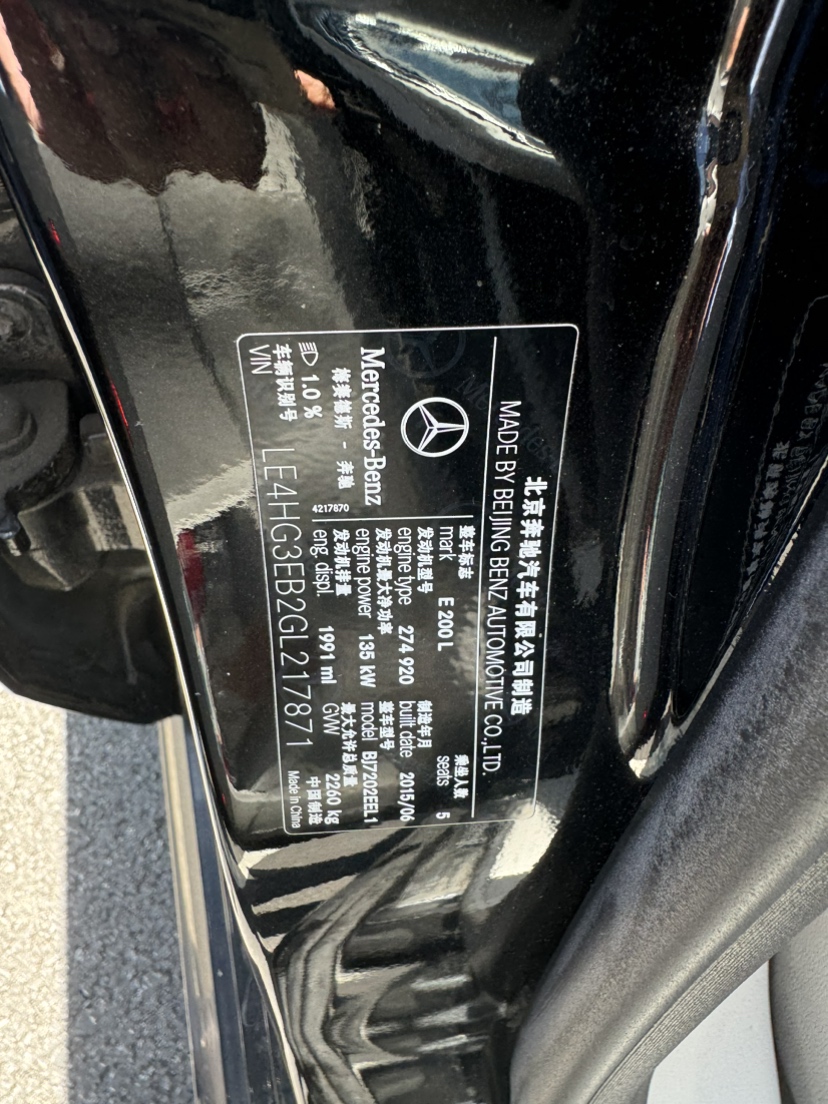 北京奔驰汽车有限公司制造
MADE BY BEIJING BENZ AUTOMOTIVE CO.,LTD.
Mercedes-Benz
梅赛德斯 - 奔驰
1.0 %
4217870
整车标志 乘坐人数
mark E 200 L seats 5
发动机型号 制造年月
engine type 274 920 built date 2015/06
发动机最大净功率 整车型号
engine power 135 kW model BJ7202EEL1
发动机排量 最大允许总质量
eng. displ. 1991 ml GVW 2260 kg
车辆识别号 中国制造
VIN LE4HG3EB2GL217871 Made in China